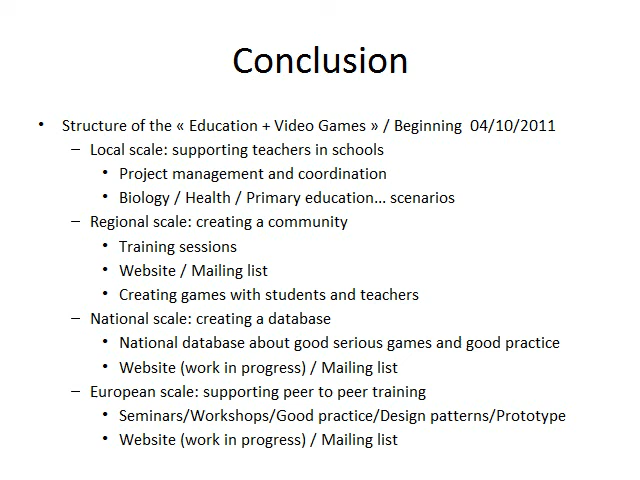 Conclusion
• Structure of the « Education + Video Games » / Beginning 04/10/2011
– Local scale: supporting teachers in schools
• Project management and coordination
• Biology / Health / Primary education... scenarios
– Regional scale: creating a community
• Training sessions
• Website / Mailing list
• Creating games with students and teachers
– National scale: creating a database
• National database about good serious games and good practice
• Website (work in progress) / Mailing list
– European scale: supporting peer to peer training
• Seminars/Workshops/Good practice/Design patterns/Prototype
• Website (work in progress) / Mailing list